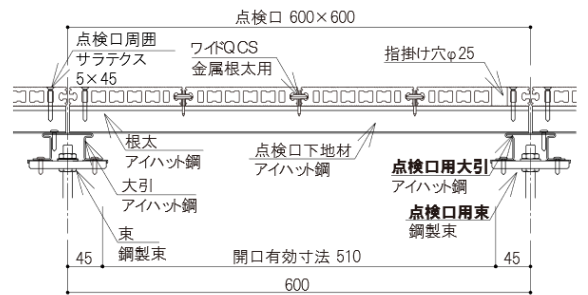 点検口 600×600
点検口周囲
サラテクス
5×45
ワイドQCS
金属根太用
指掛け穴φ25
根太
アイハット鋼
大引
アイハット鋼
束
鋼製束
点検口下地材
アイハット鋼
点検口用大引
アイハット鋼
点検口用束
鋼製束
45
開口有効寸法 510
45
600